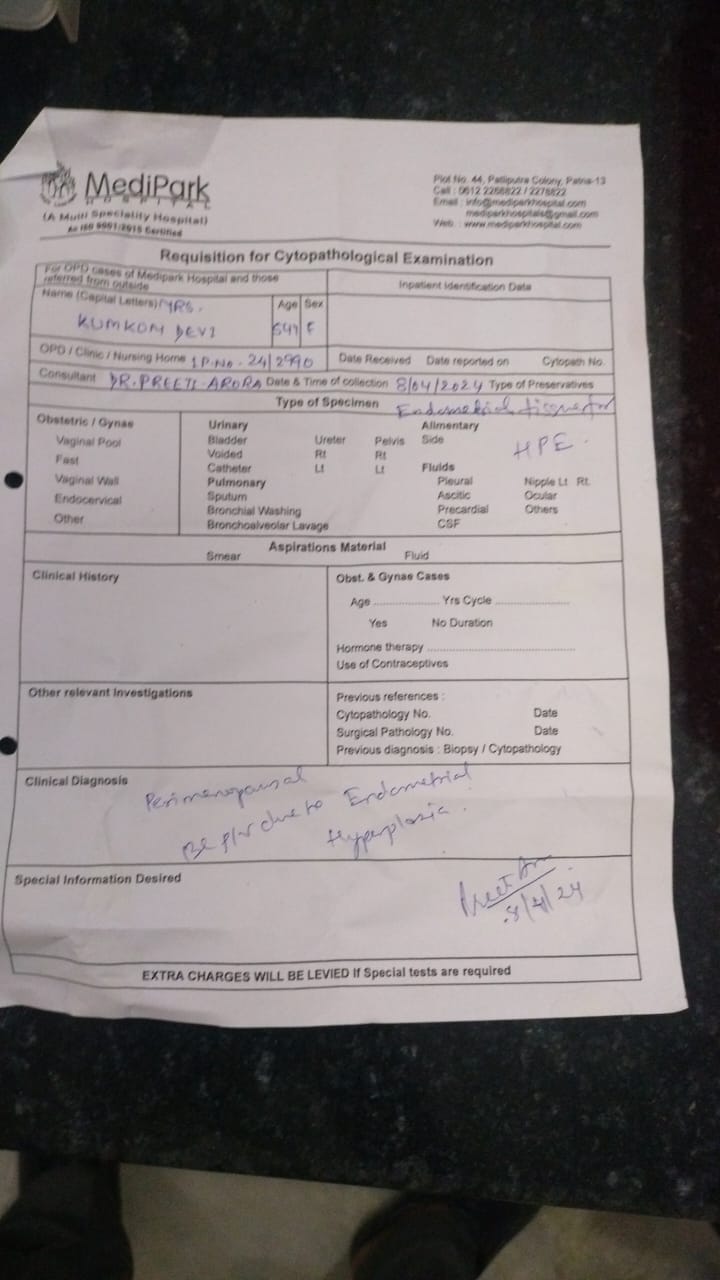 MediPark
HOSPITAL
(A Multi Speciality Hospital)
An ISO 9001:2015 Certified
Plot No. 44, Patliputra Colony, Patna-13
Call : 0612 2268822 / 2278822
Email : info@mediparkhospital.com
mediparkhospitals@gmail.com
Web. : www.mediparkhospital.com
Requisition for Cytopathological Examination
For OPD cases of Medipark Hospital and those
referred from outside
Inpatient Identification Data
Name (Capital Letters) MRS.
KUMKOM DEVI
Age Sex
54Y F
OPD / Clinic / Nursing Home I.P.No. 24/2990 Date Received Date reported on Cytopath No.
Consultant DR. PREETI ARORA Date & Time of collection 8/04/2024 Type of Preservatives
Type of Specimen Endometrial tissue for
HPE.
Obstetric / Gynae
Vaginal Pool
Fast
Vaginal Wall
Endocervical
Other
Urinary
Bladder Ureter Pelvis
Voided Rt Rt
Catheter Lt Lt
Pulmonary
Sputum
Bronchial Washing
Bronchoalveolar Lavage
Alimentary
Side
Fluids
Pleural Nipple Lt Rt.
Ascitic Ocular
Precardial Others
CSF
Aspirations Material
Smear Fluid
Clinical History
Obst. & Gynae Cases
Age .................... Yrs Cycle ......................
Yes No Duration
Hormone therapy ............................................
Use of Contraceptives
Other relevant Investigations
Previous references :
Cytopathology No. Date
Surgical Pathology No. Date
Previous diagnosis : Biopsy / Cytopathology
Clinical Diagnosis
Perimenopausal
due to Endometrial
Hyperplasia.
Special Information Desired
8/4/24
EXTRA CHARGES WILL BE LEVIED If Special tests are required